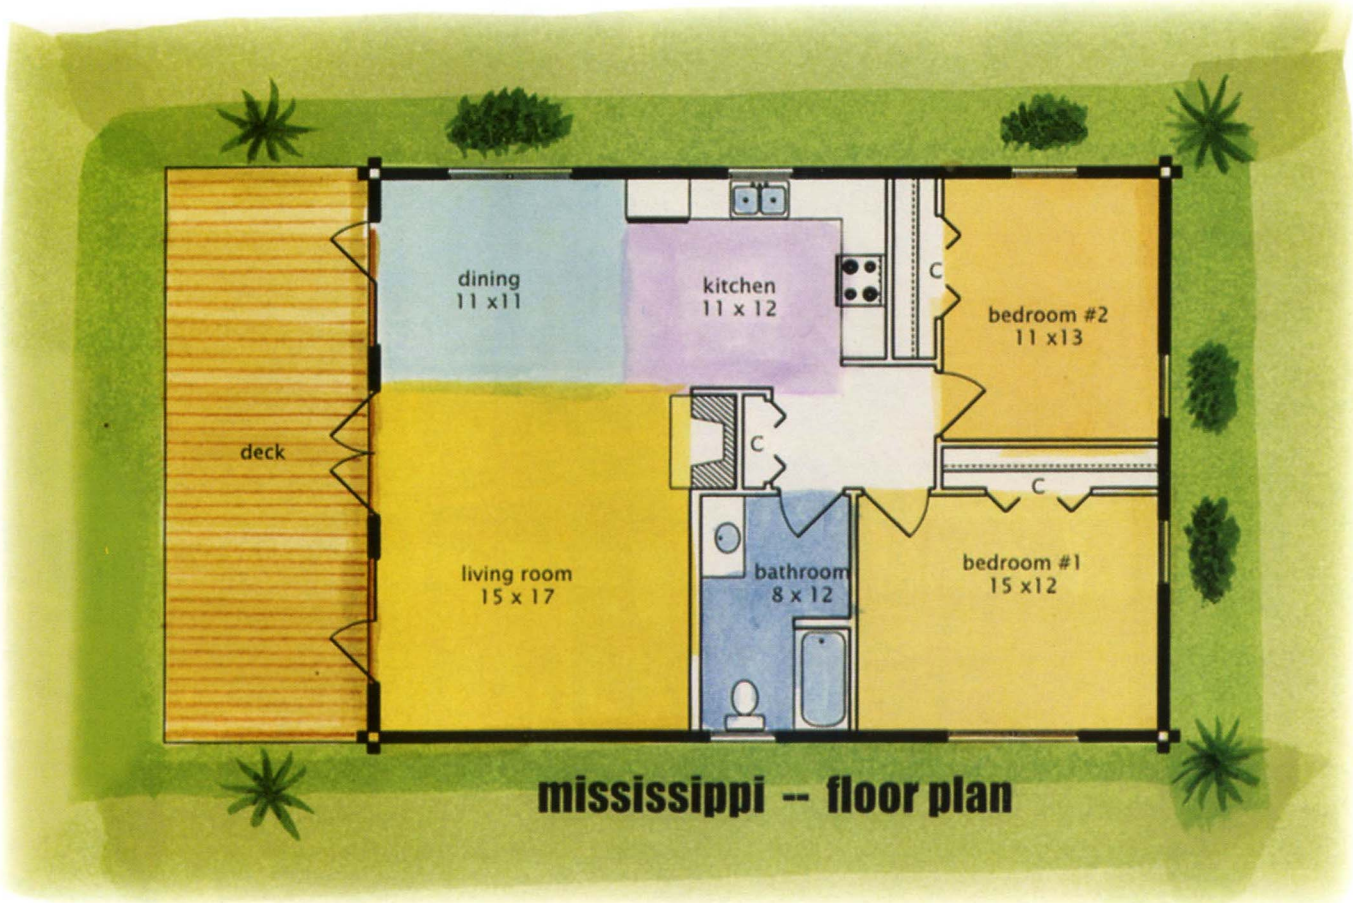 dining
11 x11
kitchen
11 x 12
C
bedroom #2
11 x13
deck
C
C
living room
15 x 17
bathroom
8 x 12
bedroom #1
15 x12
mississippi -- floor plan